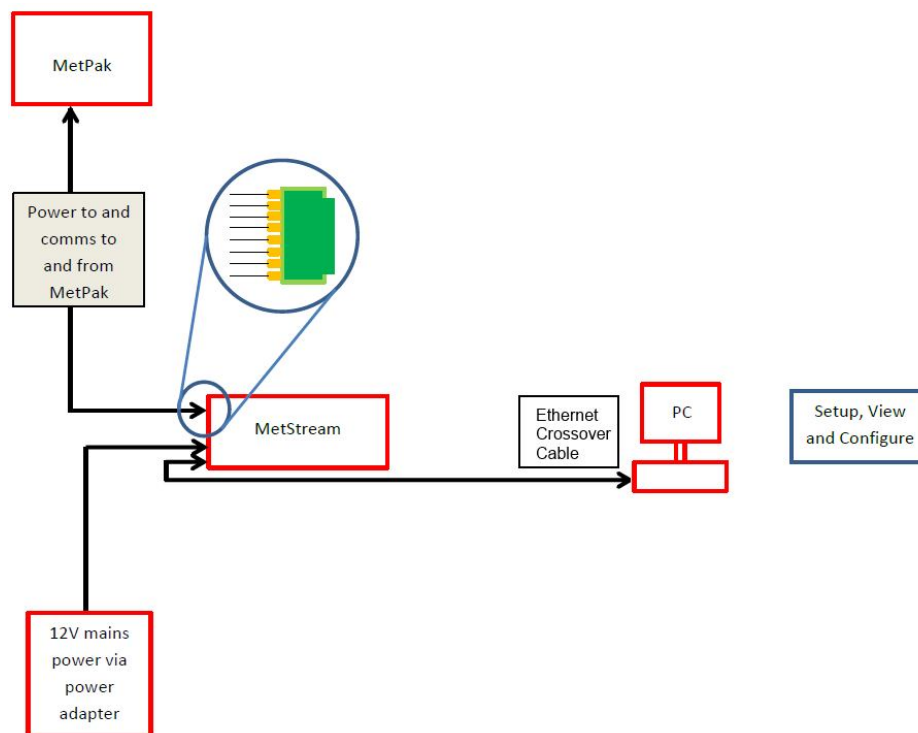 MetPak
Power to and
comms to
and from
MetPak
MetStream
Ethernet
Crossover
Cable
PC
Setup, View
and Configure
12V mains
power via
power
adapter